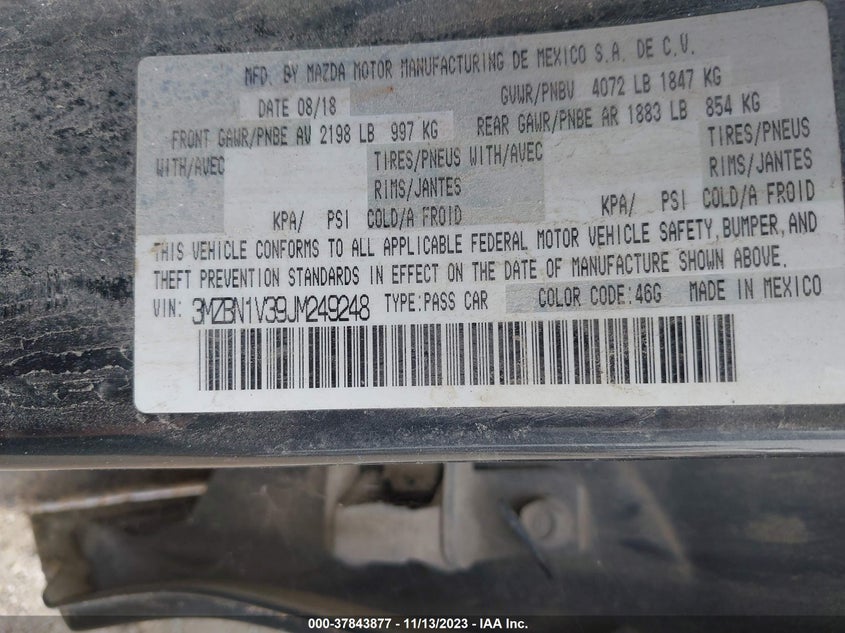 MFD. BY MAZDA MOTOR MANUFACTURING DE MEXICO S.A. DE C.V.
DATE 08/18 GVWR/PNBV 4072 LB 1847 KG
FRONT GAWR/PNBE AV 2198 LB 997 KG REAR GAWR/PNBE AR 1883 LB 854 KG
WITH/AVEC TIRES/PNEUS WITH/AVEC TIRES/PNEUS
RIMS/JANTES RIMS/JANTES
KPA/ PSI COLD/A FROID KPA/ PSI COLD/A FROID
THIS VEHICLE CONFORMS TO ALL APPLICABLE FEDERAL MOTOR VEHICLE SAFETY, BUMPER, AND
THEFT PREVENTION STANDARDS IN EFFECT ON THE DATE OF MANUFACTURE SHOWN ABOVE.
VIN: 3MZBN1V39JM249248 TYPE:PASS CAR COLOR CODE:46G MADE IN MEXICO
000-37843877 - 11/13/2023 - IAA Inc.